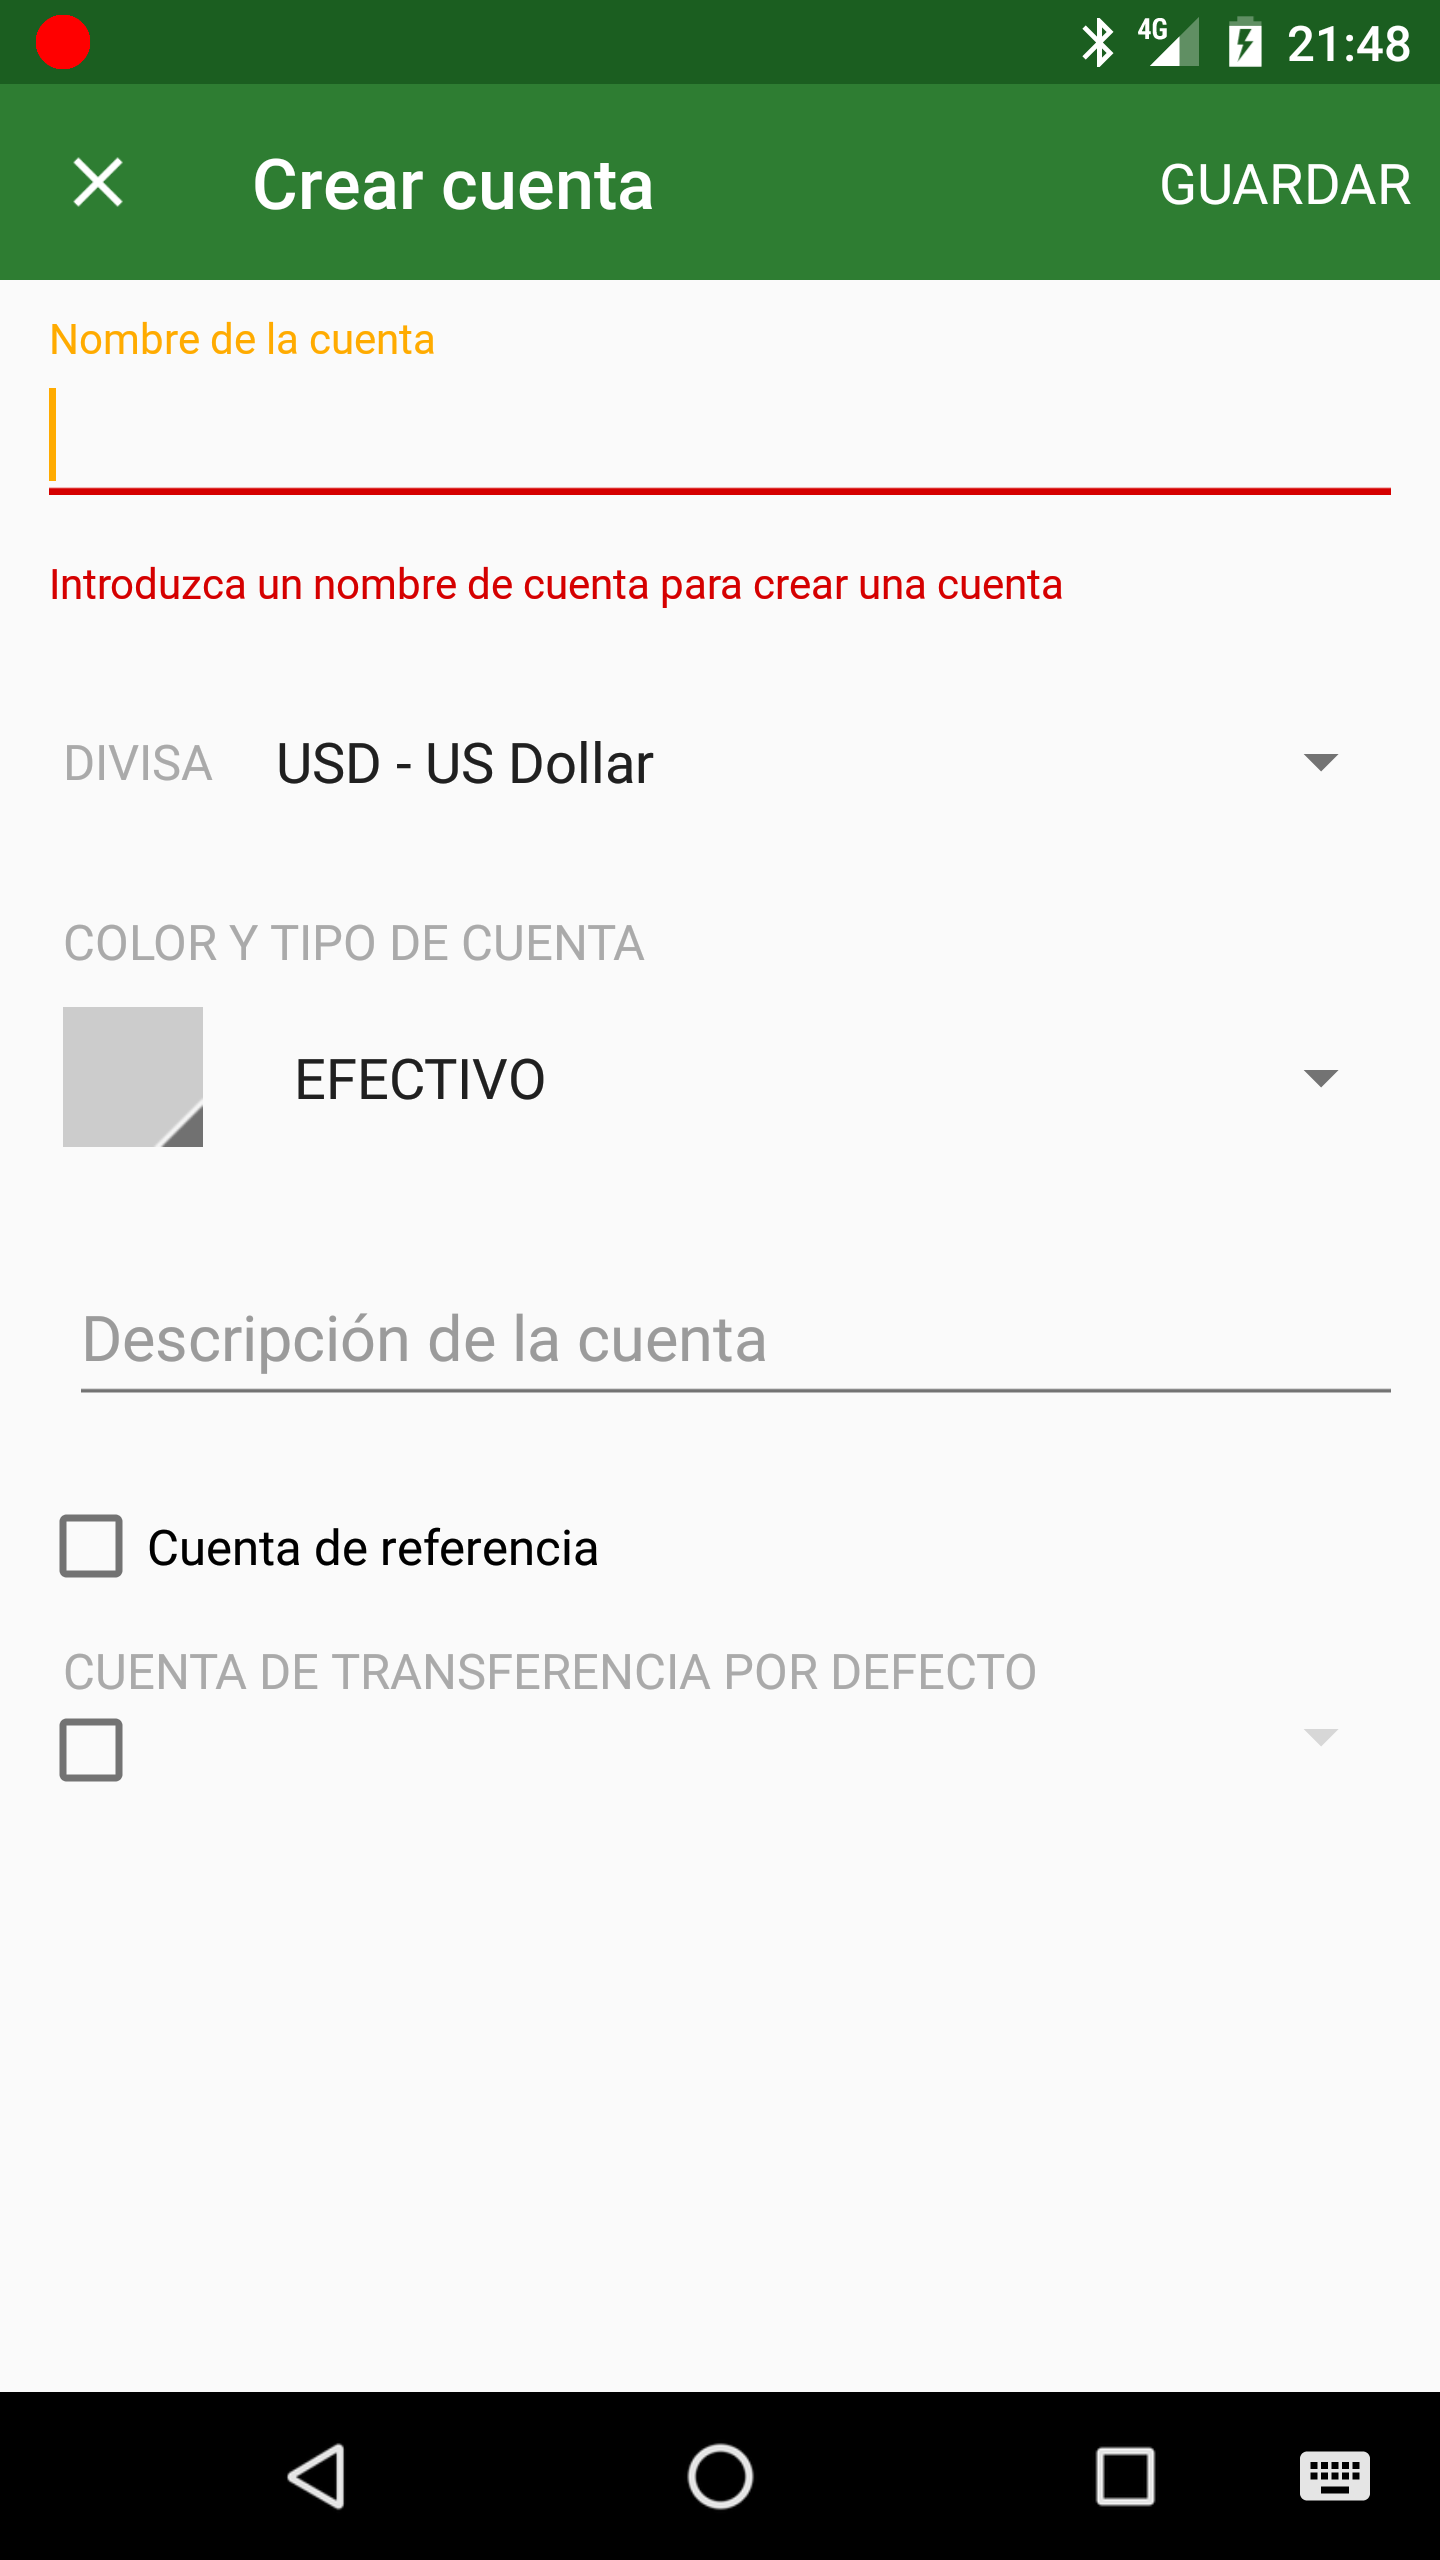 4G 21:48
Crear cuenta GUARDAR
Nombre de la cuenta
Introduzca un nombre de cuenta para crear una cuenta
DIVISA USD - US Dollar
COLOR Y TIPO DE CUENTA
EFECTIVO
Descripción de la cuenta
Cuenta de referencia
CUENTA DE TRANSFERENCIA POR DEFECTO